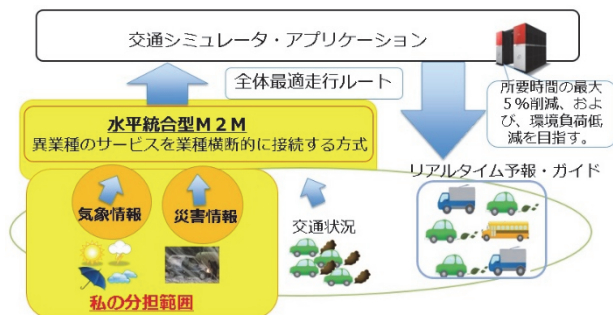 交通シミュレータ・アプリケーション
全体最適走行ルート
所要時間の最大
5%削減、およ
び、環境負荷低
減を目指す。
水平統合型M2M
異業種のサービスを業種横断的に接続する方式
リアルタイム予報・ガイド
気象情報
災害情報
交通状況
私の分担範囲